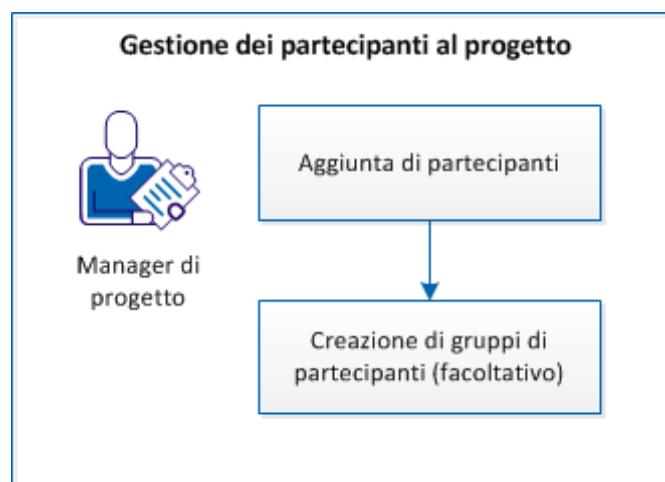 Gestione dei partecipanti al progetto
Aggiunta di partecipanti
Manager di
progetto
Creazione di gruppi di
partecipanti (facoltativo)